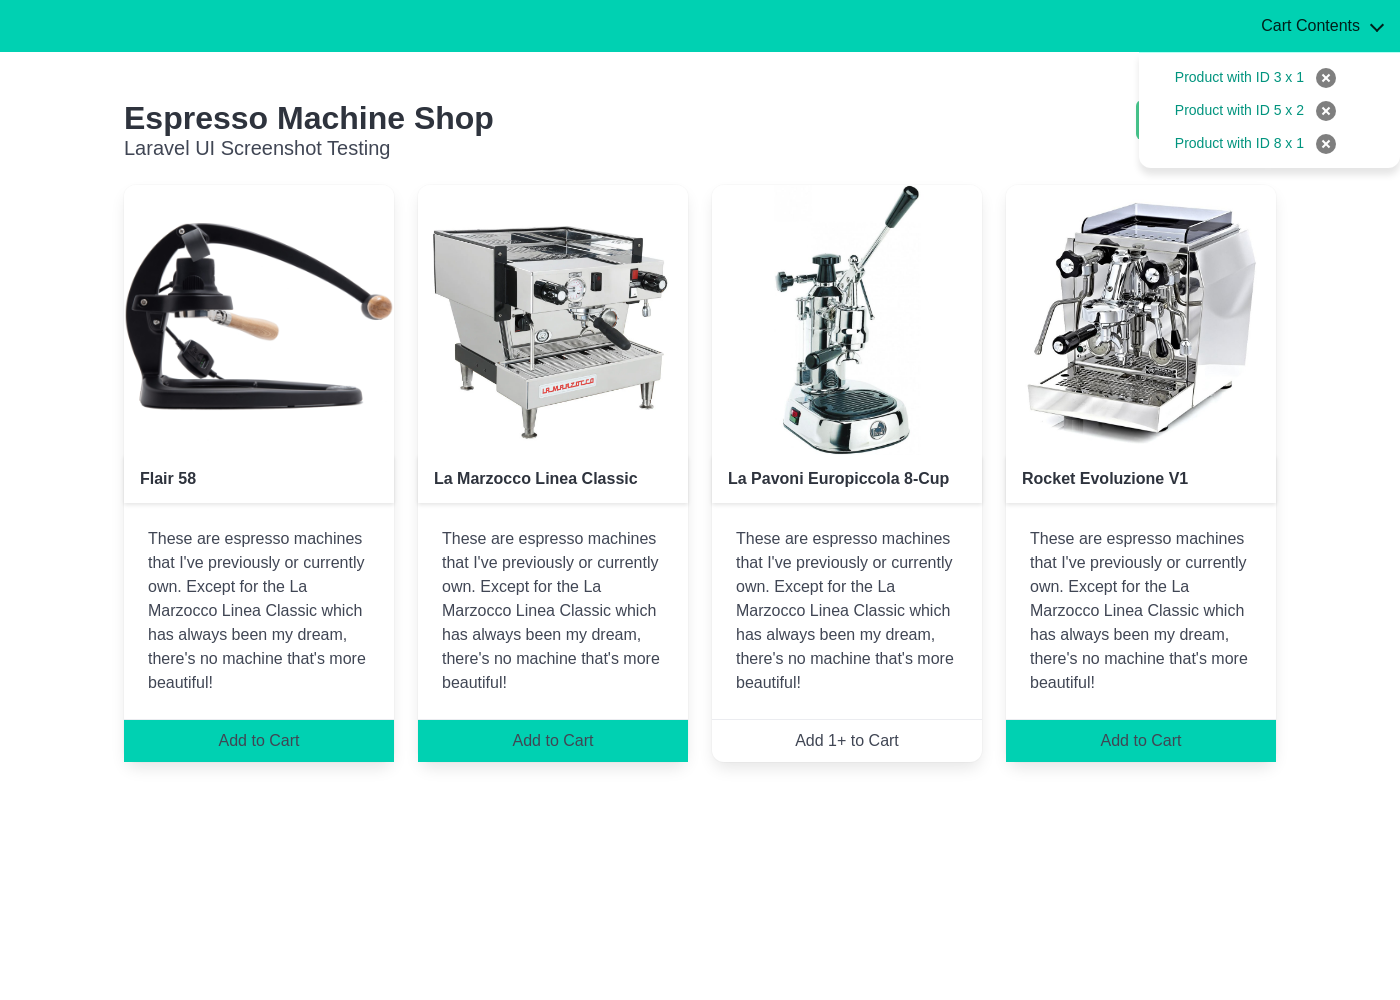 Cart Contents
Product with ID 3 x 1
Product with ID 5 x 2
Product with ID 8 x 1
Espresso Machine Shop
Laravel UI Screenshot Testing
LA MARZOCCO
Flair 58
These are espresso machines
that I've previously or currently
own. Except for the La
Marzocco Linea Classic which
has always been my dream,
there's no machine that's more
beautiful!
Add to Cart
La Marzocco Linea Classic
These are espresso machines
that I've previously or currently
own. Except for the La
Marzocco Linea Classic which
has always been my dream,
there's no machine that's more
beautiful!
Add to Cart
La Pavoni Europiccola 8-Cup
These are espresso machines
that I've previously or currently
own. Except for the La
Marzocco Linea Classic which
has always been my dream,
there's no machine that's more
beautiful!
Add 1+ to Cart
Rocket Evoluzione V1
These are espresso machines
that I've previously or currently
own. Except for the La
Marzocco Linea Classic which
has always been my dream,
there's no machine that's more
beautiful!
Add to Cart